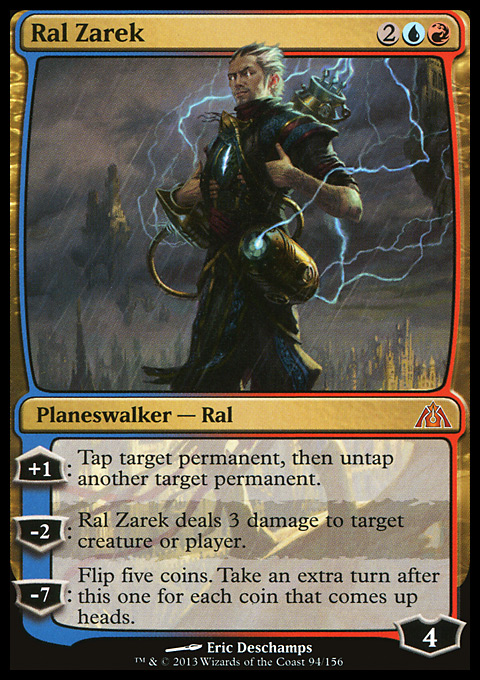 Ral Zarek 2
Planeswalker — Ral
+1: Tap target permanent, then untap
another target permanent.
-2: Ral Zarek deals 3 damage to target
creature or player.
Flip five coins. Take an extra turn after
-7: this one for each coin that comes up
heads.
Eric Deschamps
4
™ & © 2013 Wizards of the Coast 94/156